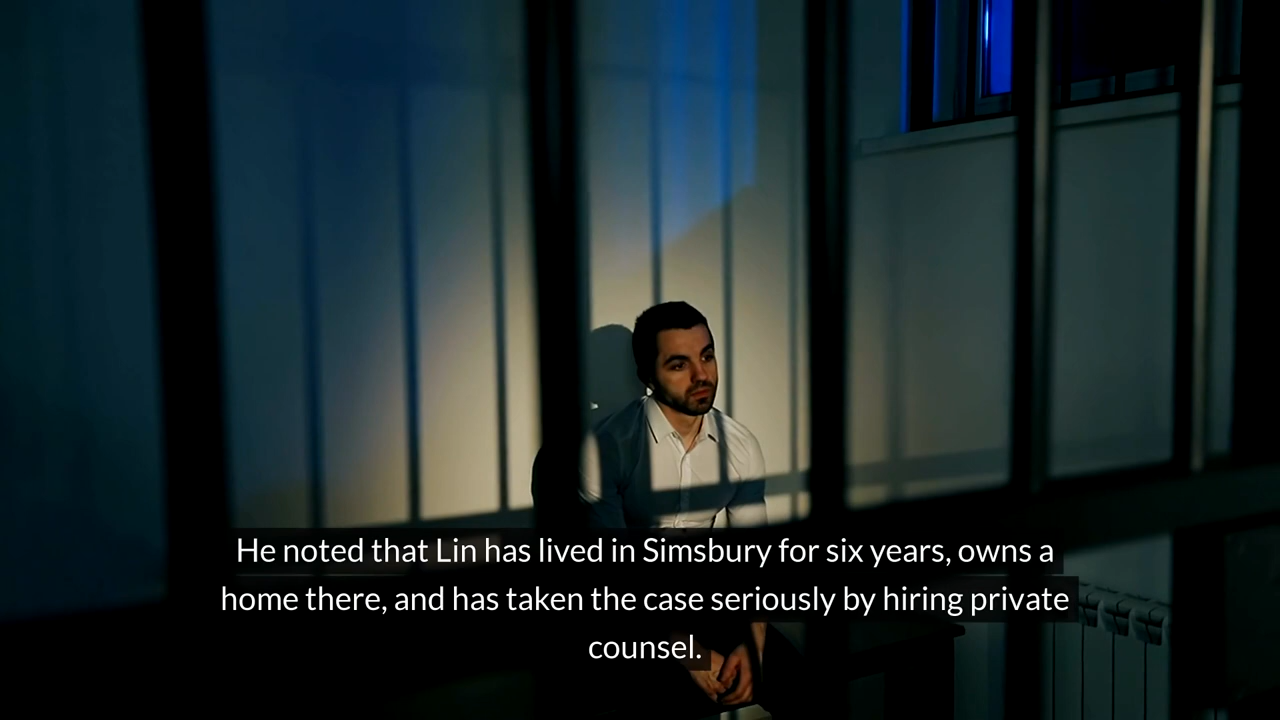 He noted that Lin has lived in Simsbury for six years, owns a
home there, and has taken the case seriously by hiring private
counsel.